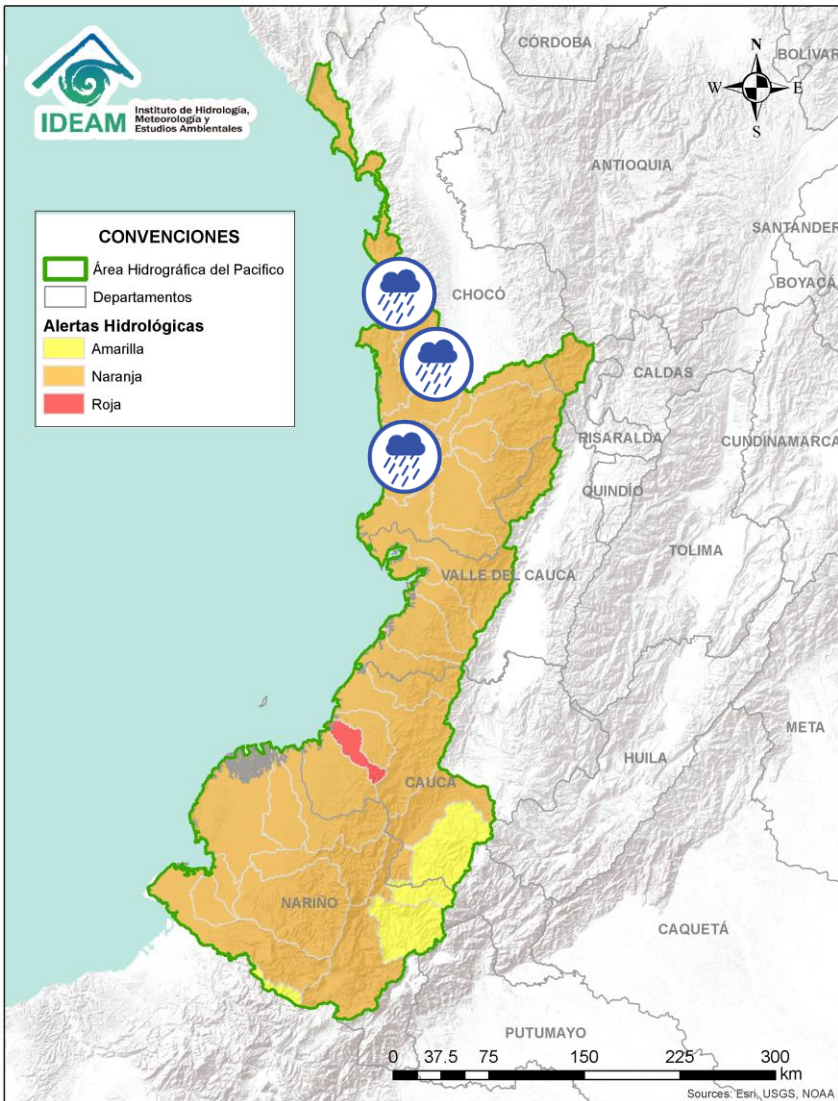 IDEAM
Instituto de Hidrología,
Meteorología y
Estudios Ambientales
CÓRDOBA
BOLÍVAR
N
W
E
S
ANTIOQUIA
SANTANDER
CONVENCIONES
Área Hidrográfica del Pacifico
Departamentos
Alertas Hidrológicas
Amarilla
Naranja
Roja
BOYACÁ
CHOCÓ
CALDAS
RISARALDA
CUNDINAMARCA
QUINDÍO
TOLIMA
VALLE DEL CAUCA
META
HUILA
CAUCA
NARIÑO
CAQUETÁ
PUTUMAYO
0 37.5 75 150 225 300
km
Sources: Esri, USGS, NOAA